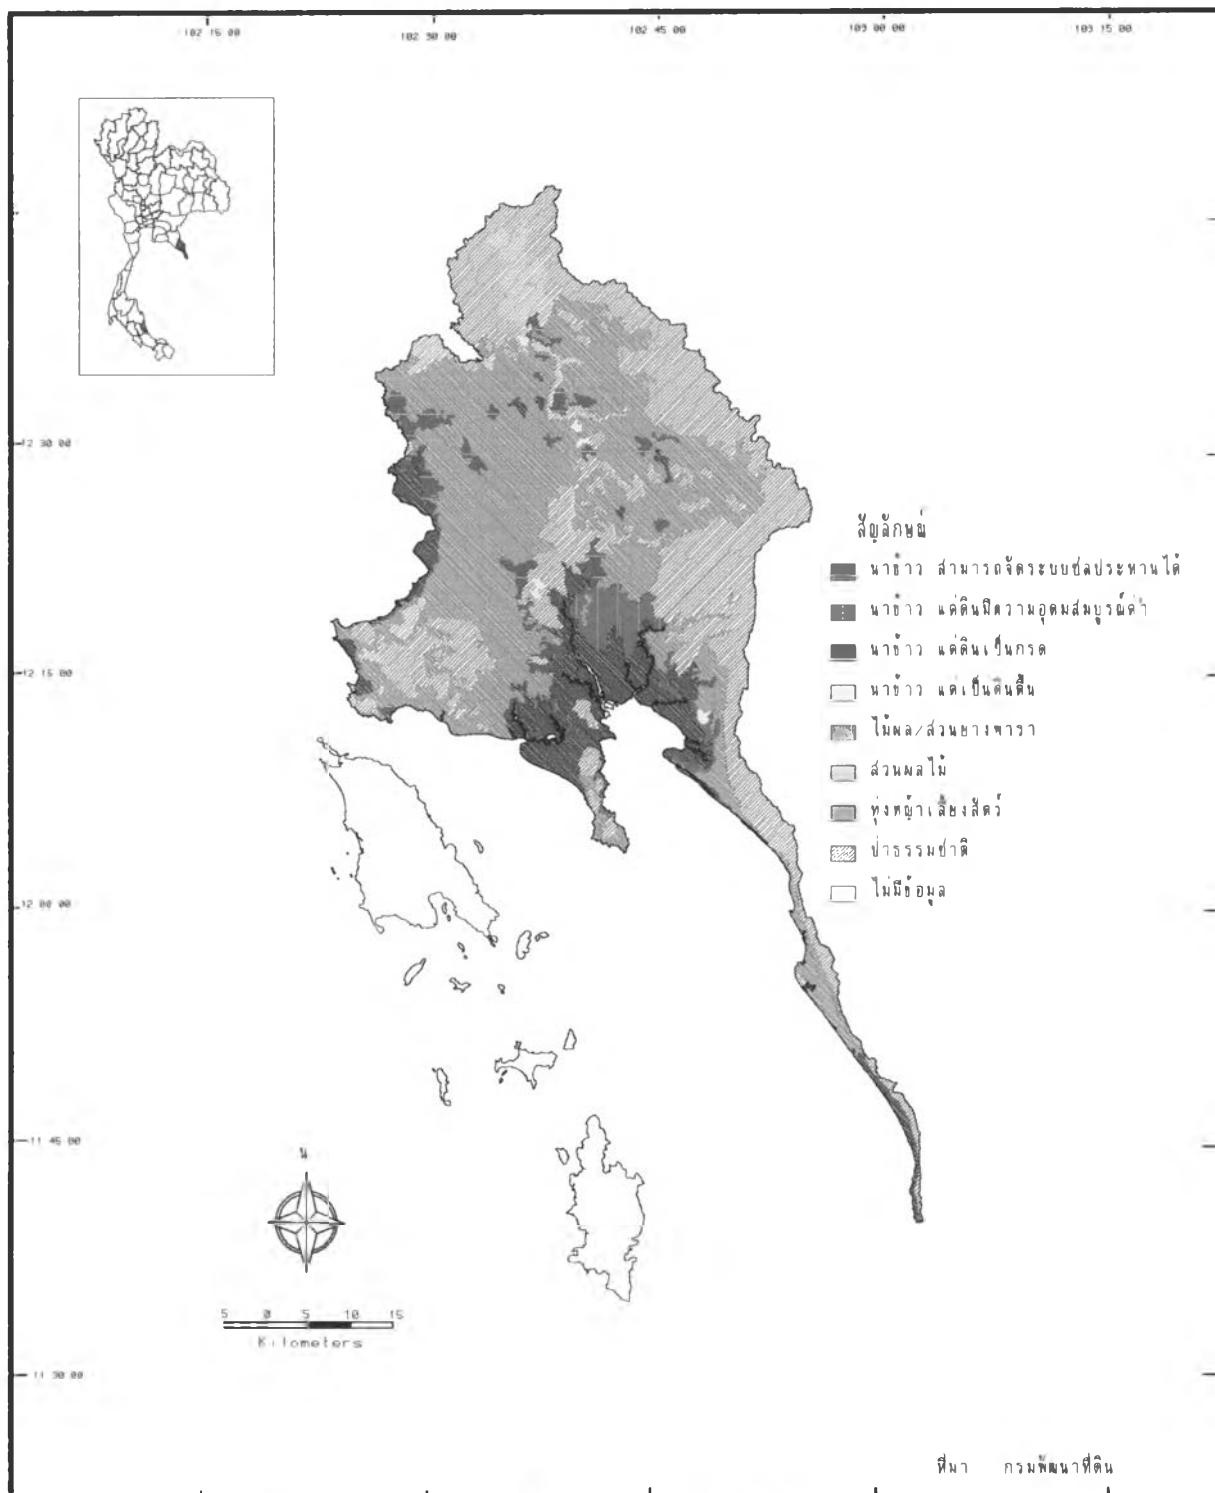 102 15 00
102 30 00
102 45 00
103 00 00
103 15 00
12 30 00
สัญลักษณ์
นาข้าว สามารถจัดระบบชลประทานได้
นาข้าว แต่ดินมีความอุดมสมบูรณ์ต่ำ
นาข้าว แต่ดินเป็นกรด
12 15 00
นาข้าว แต่เป็นดินตื้น
ไม้ผล/สวนยางพารา
สวนผลไม้
ทุ่งหญ้าเลี้ยงสัตว์
ป่าธรรมชาติ
ไม่มีข้อมูล
12 00 00
11 45 00
น
5 0 5 10 15
Kilometers
11 30 00
ที่มา กรมพัฒนาที่ดิน